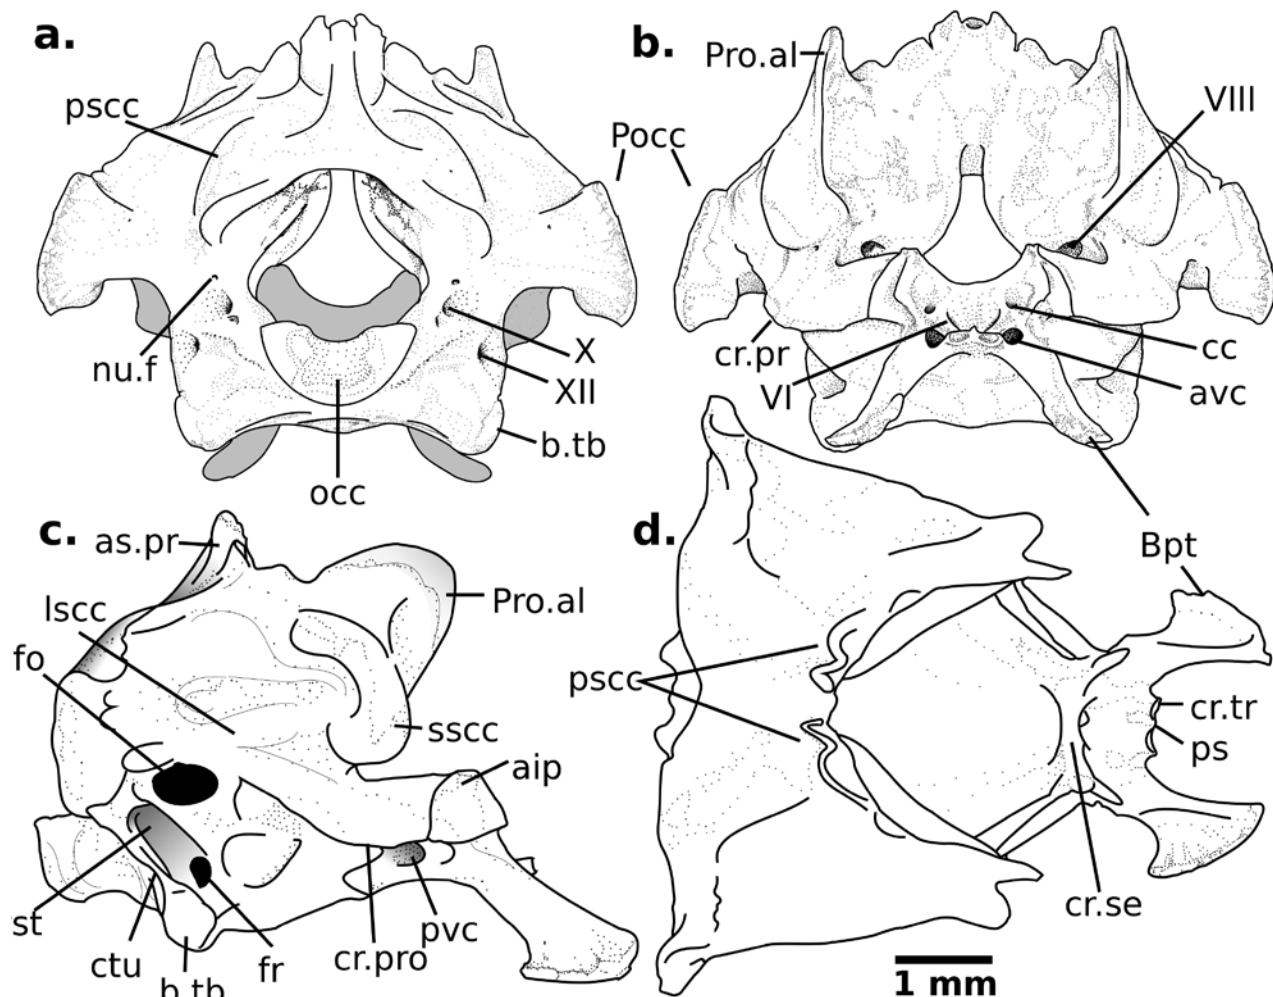 a.
pscc
nu.f
occ
X
XII
b.tb
b.
Pro.al
Pocc
VIII
cr.pr
VI
cc
avc
Bpt
c.
as.pr
lscc
fo
Pro.al
sscc
aip
st
ctu
b.tb
fr
cr.pro
pvc
d.
pscc
cr.tr
ps
cr.se
1 mm